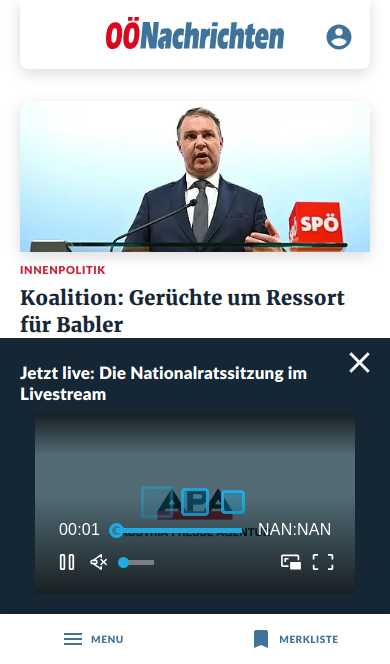 OÖNachrichten
SPÖ
INNENPOLITIK
Koalition: Gerüchte um Ressort
für Babler
Jetzt live: Die Nationalratssitzung im
Livestream
APA
AUSTRIA PRESSE AGENTUR
00:01
NAN:NAN
MENU
MERKLISTE